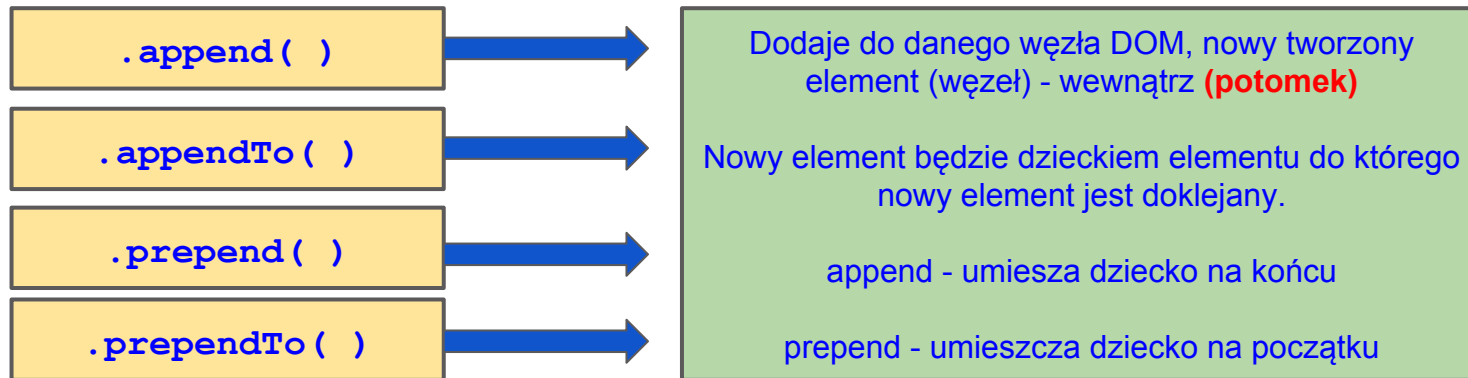 .append( )
.appendTo( )
.prepend( )
.prependTo( )
Dodaje do danego węzła DOM, nowy tworzony
element (węzeł) - wewnątrz (potomek)
Nowy element będzie dzieckiem elementu do którego
nowy element jest doklejany.
append - umiesza dziecko na końcu
prepend - umieszcza dziecko na początku